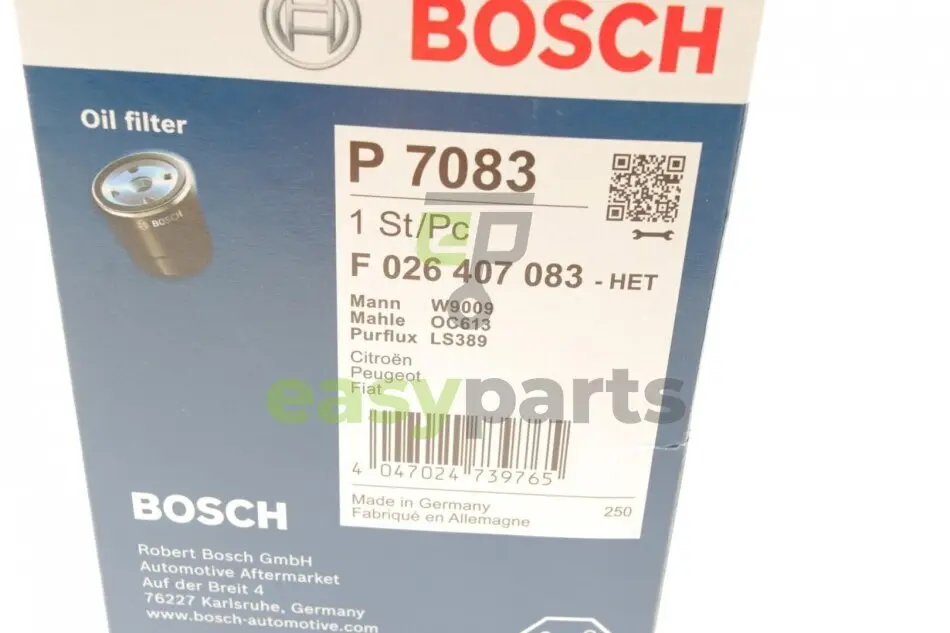 BOSCH
Oil filter
BOSCH
P 7083
1 St/Pc
F 026 407 083 - HET
Mann W9009
Mahle OC613
Purflux LS389
Citroën
Peugeot
Fiat
easyparts
4 047024 739765
Made in Germany
Fabriqué en Allemagne
250
BOSCH
Robert Bosch GmbH
Automotive Aftermarket
Auf der Breit 4
76227 Karlsruhe, Germany
www.bosch-automotive.com